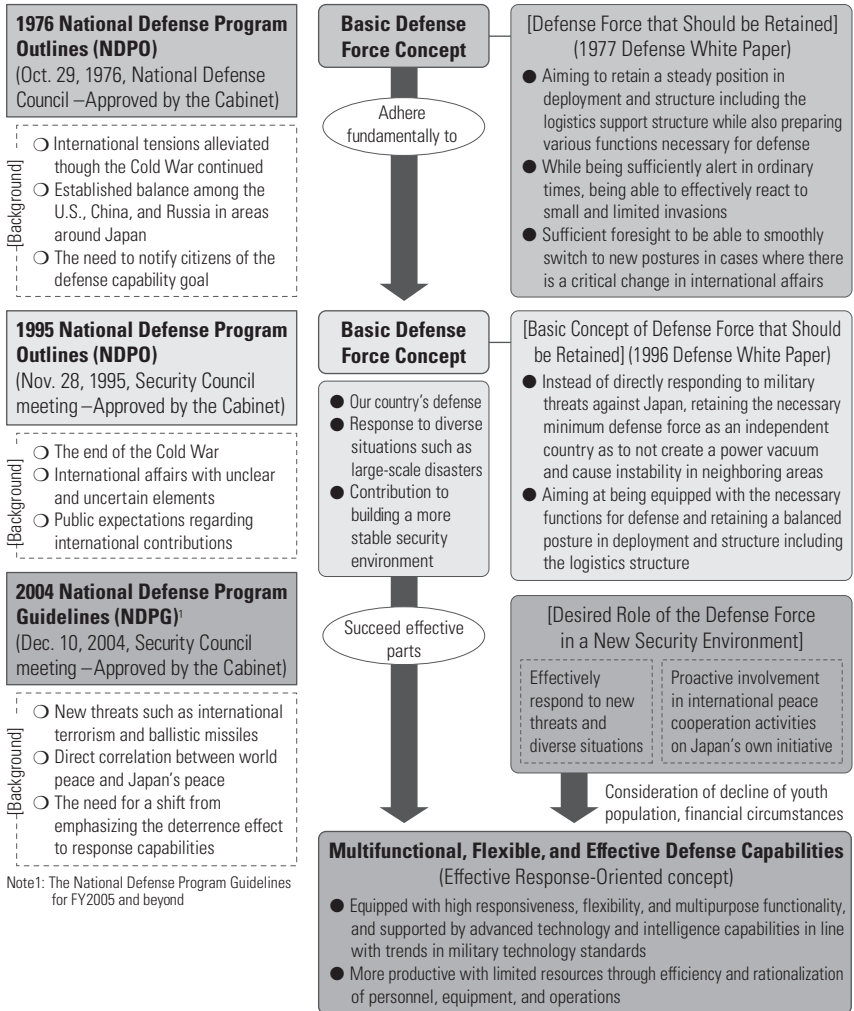 1976 National Defense Program
Outlines (NDPO)
(Oct. 29, 1976, National Defense
Council –Approved by the Cabinet)
[Background]
❍ International tensions alleviated
though the Cold War continued
❍ Established balance among the
U.S., China, and Russia in areas
around Japan
❍ The need to notify citizens of the
defense capability goal
Basic Defense
Force Concept
Adhere
fundamentally to
[Defense Force that Should be Retained]
(1977 Defense White Paper)
● Aiming to retain a steady position in
deployment and structure including the
logistics support structure while also preparing
various functions necessary for defense
● While being sufficiently alert in ordinary
times, being able to effectively react to
small and limited invasions
● Sufficient foresight to be able to smoothly
switch to new postures in cases where there
is a critical change in international affairs
1995 National Defense Program
Outlines (NDPO)
(Nov. 28, 1995, Security Council
meeting –Approved by the Cabinet)
[Background]
❍ The end of the Cold War
❍ International affairs with unclear
and uncertain elements
❍ Public expectations regarding
international contributions
Basic Defense
Force Concept
● Our country's defense
● Response to diverse
situations such as
large-scale disasters
● Contribution to
building a more
stable security
environment
[Basic Concept of Defense Force that Should
be Retained] (1996 Defense White Paper)
● Instead of directly responding to military
threats against Japan, retaining the necessary
minimum defense force as an independent
country as to not create a power vacuum
and cause instability in neighboring areas
● Aiming at being equipped with the necessary
functions for defense and retaining a balanced
posture in deployment and structure including
the logistics structure
2004 National Defense Program
Guidelines (NDPG)1
(Dec. 10, 2004, Security Council
meeting –Approved by the Cabinet)
[Background]
❍ New threats such as international
terrorism and ballistic missiles
❍ Direct correlation between world
peace and Japan's peace
❍ The need for a shift from
emphasizing the deterrence effect
to response capabilities
Note1: The National Defense Program Guidelines
for FY2005 and beyond
Succeed effective
parts
[Desired Role of the Defense Force
in a New Security Environment]
Effectively
respond to new
threats and
diverse situations
Proactive involvement
in international peace
cooperation activities
on Japan's own initiative
Consideration of decline of youth
population, financial circumstances
Multifunctional, Flexible, and Effective Defense Capabilities
(Effective Response-Oriented concept)
● Equipped with high responsiveness, flexibility, and multipurpose functionality,
and supported by advanced technology and intelligence capabilities in line
with trends in military technology standards
● More productive with limited resources through efficiency and rationalization
of personnel, equipment, and operations